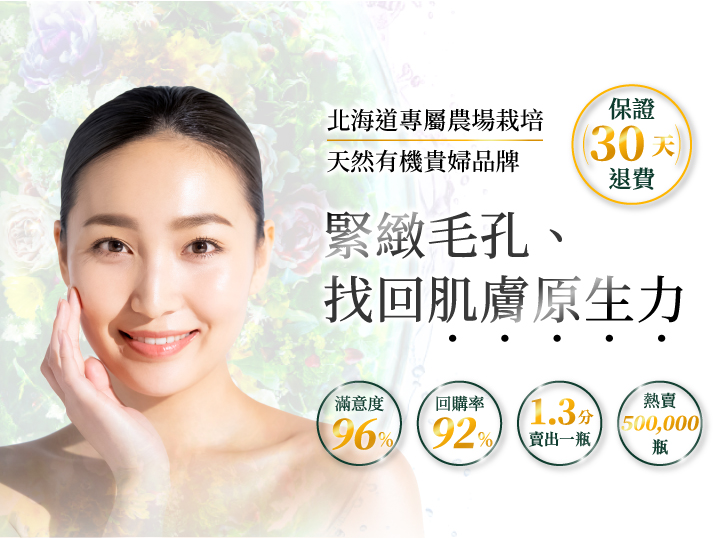 北海道專屬農場栽培
天然有機貴婦品牌
保證
30天
退費
緊緻毛孔、
找回肌膚原生力
滿意度
96%
回購率
92%
1.3分
賣出一瓶
熱賣
500,000
瓶